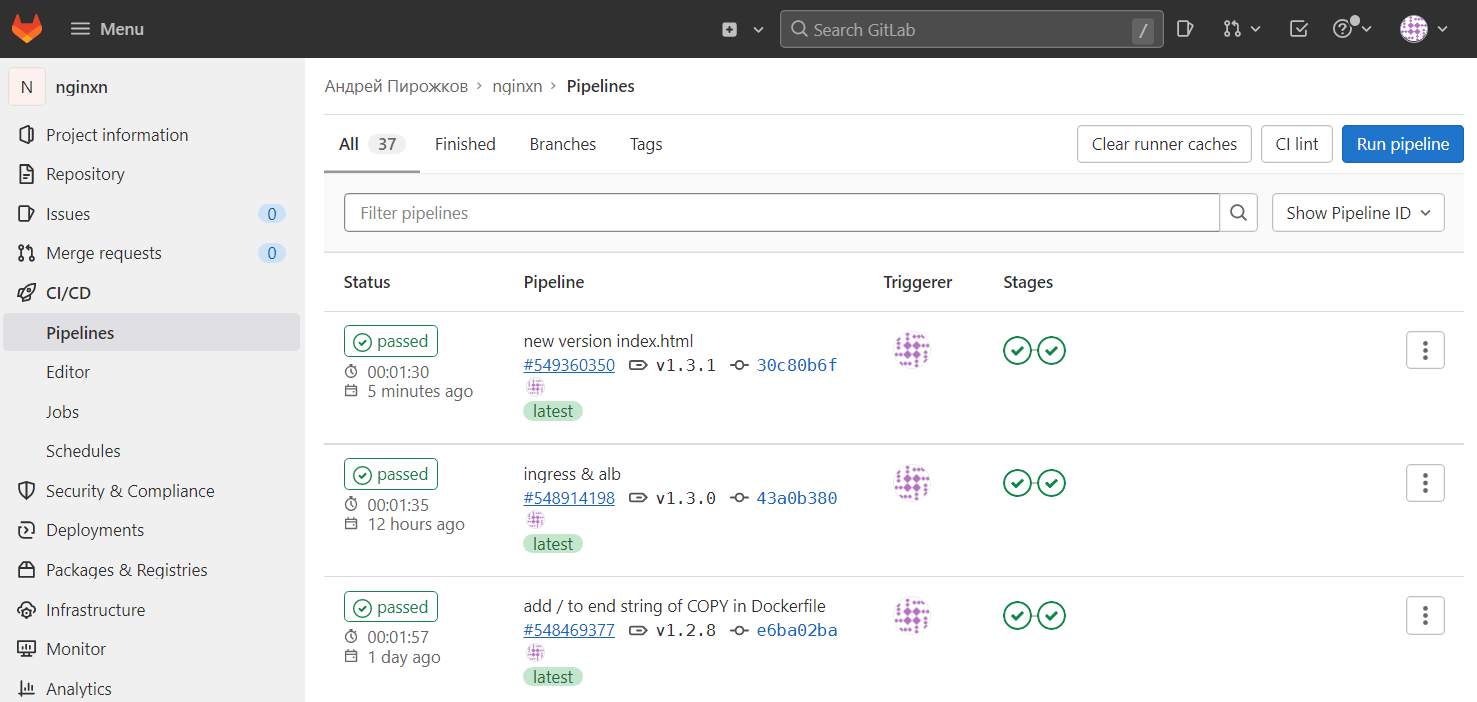 Menu
Search GitLab /
N nginxn
Project information
Repository
Issues 0
Merge requests 0
CI/CD
Pipelines
Editor
Jobs
Schedules
Security & Compliance
Deployments
Packages & Registries
Infrastructure
Monitor
Analytics
Андрей Пирожков › nginxn › Pipelines
All 37 Finished Branches Tags
Clear runner caches CI lint Run pipeline
Filter pipelines Show Pipeline ID
Status Pipeline Triggerer Stages
passed
00:01:30
5 minutes ago
new version index.html
#549360350 v1.3.1 30c80b6f
latest
passed
00:01:35
12 hours ago
ingress & alb
#548914198 v1.3.0 43a0b380
latest
passed
00:01:57
1 day ago
add / to end string of COPY in Dockerfile
#548469377 v1.2.8 e6ba02ba
latest